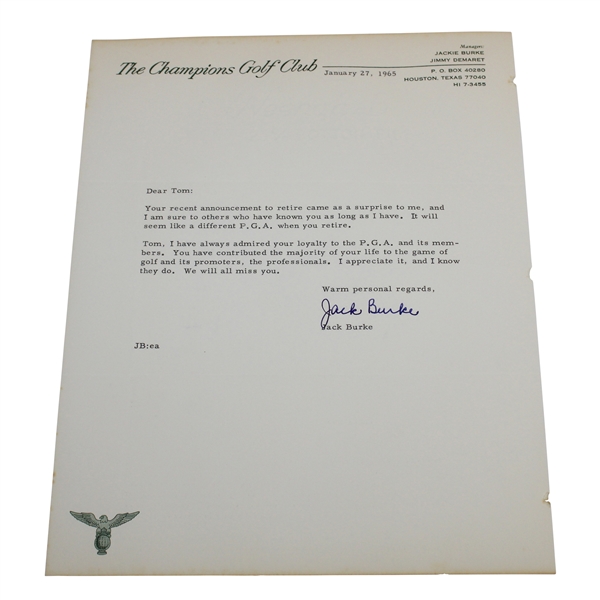 Manager:
JACKIE BURKE
JIMMY DEMARET
The Champions Golf Club
January 27, 1965
P. O. BOX 40280
HOUSTON, TEXAS 77040
HI 7-3455
Dear Tom:
Your recent announcement to retire came as a surprise to me, and
I am sure to others who have known you as long as I have. It will
seem like a different P.G.A. when you retire.
Tom, I have always admired your loyalty to the P.G.A. and its mem-
bers. You have contributed the majority of your life to the game of
golf and its promoters, the professionals. I appreciate it, and I know
they do. We will all miss you.
Warm personal regards,
Jack Burke
Jack Burke
JB:ea